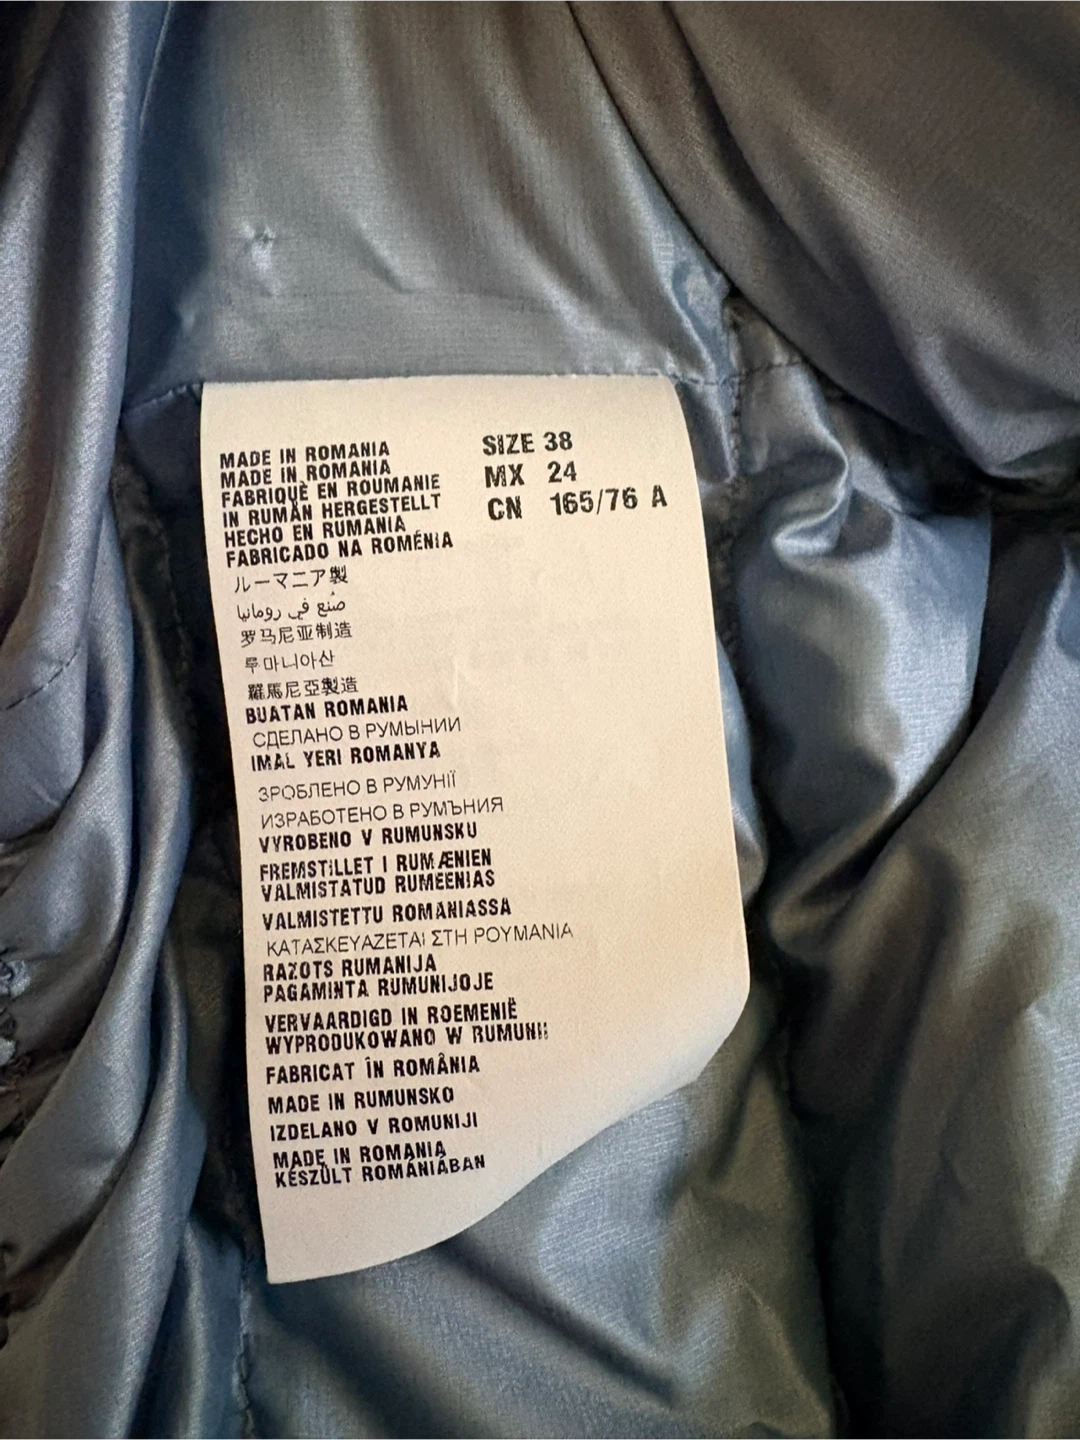 MADE IN ROMANIA
MADE IN ROMANIA
FABRIQUÈ EN ROUMANIE
IN RUMÄN HERGESTELLT
HECHO EN RUMANIA
FABRICADO NA ROMÉNIA
ルーマニア製
صُنع في رومانيا
罗马尼亚制造
루마니아산
羅馬尼亞製造
BUATAN ROMANIA
СДЕЛАНО В РУМЫНИИ
IMAL YERI ROMANYA
ЗРОБЛЕНО В РУМУНІЇ
ИЗРАБОТЕНО В РУМЪНИЯ
VYROBENO V RUMUNSKU
FREMSTILLET I RUMÆNIEN
VALMISTATUD RUMEENIAS
VALMISTETTU ROMANIASSA
ΚΑΤΑΣΚΕΥΑΖΕΤΑΙ ΣΤΗ ΡΟΥΜΑΝΙΑ
RAZOTS RUMANIJA
PAGAMINTA RUMUNIJOJE
VERVAARDIGD IN ROEMENIË
WYPRODUKOWANO W RUMUNII
FABRICAT ÎN ROMÂNIA
MADE IN RUMUNSKO
IZDELANO V ROMUNIJI
MADE IN ROMANIA
KÉSZÜLT ROMÁNIÁBAN
SIZE 38
MX 24
CN 165/76 A